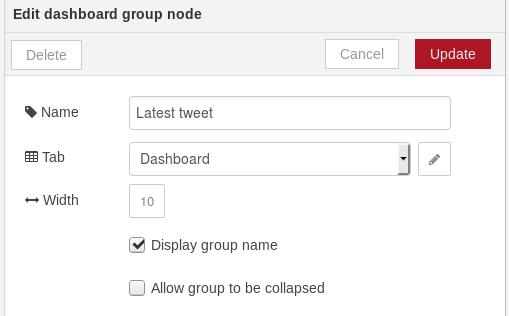 Edit dashboard group node
Delete Cancel Update
Name Latest tweet
Tab Dashboard
Width 10
Display group name
Allow group to be collapsed